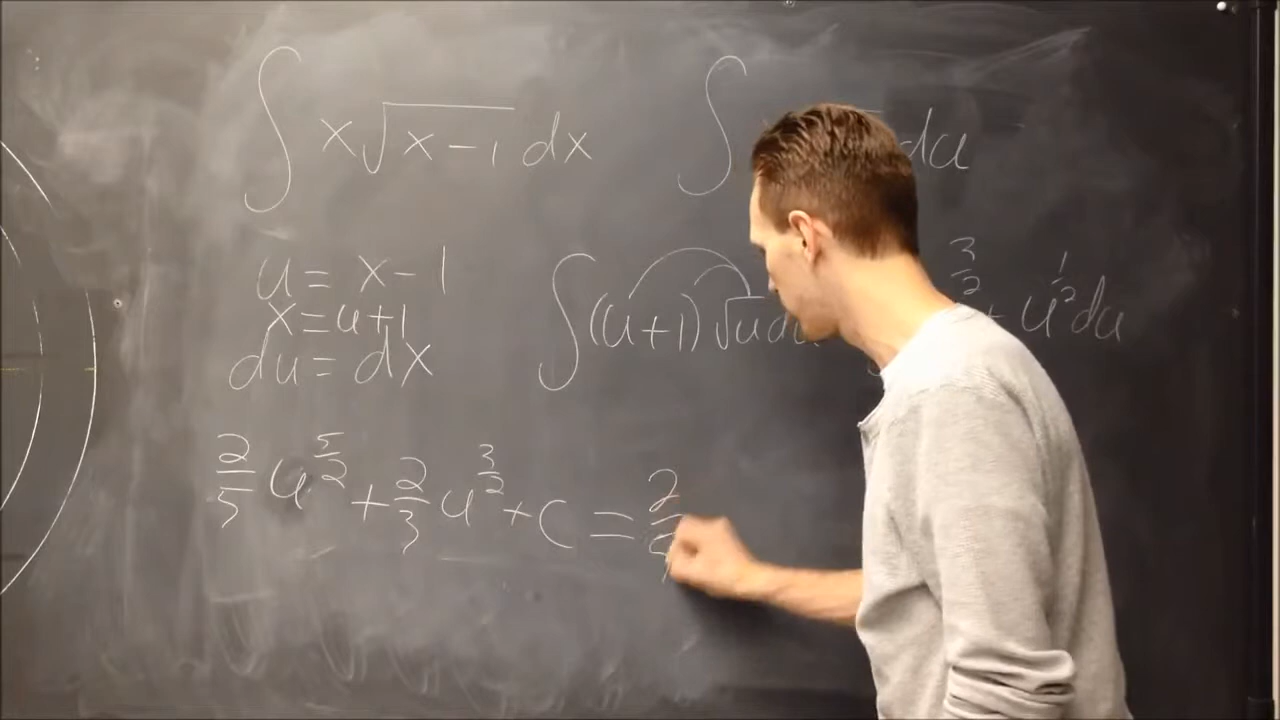 ∫ x√(x-1) dx
∫ du
u = x-1
x = u+1
du = dx
∫ (u+1) √u du
3/2 + u^1/2 du
2/5 u^5/2 + 2/3 u^3/2 + C = 2/